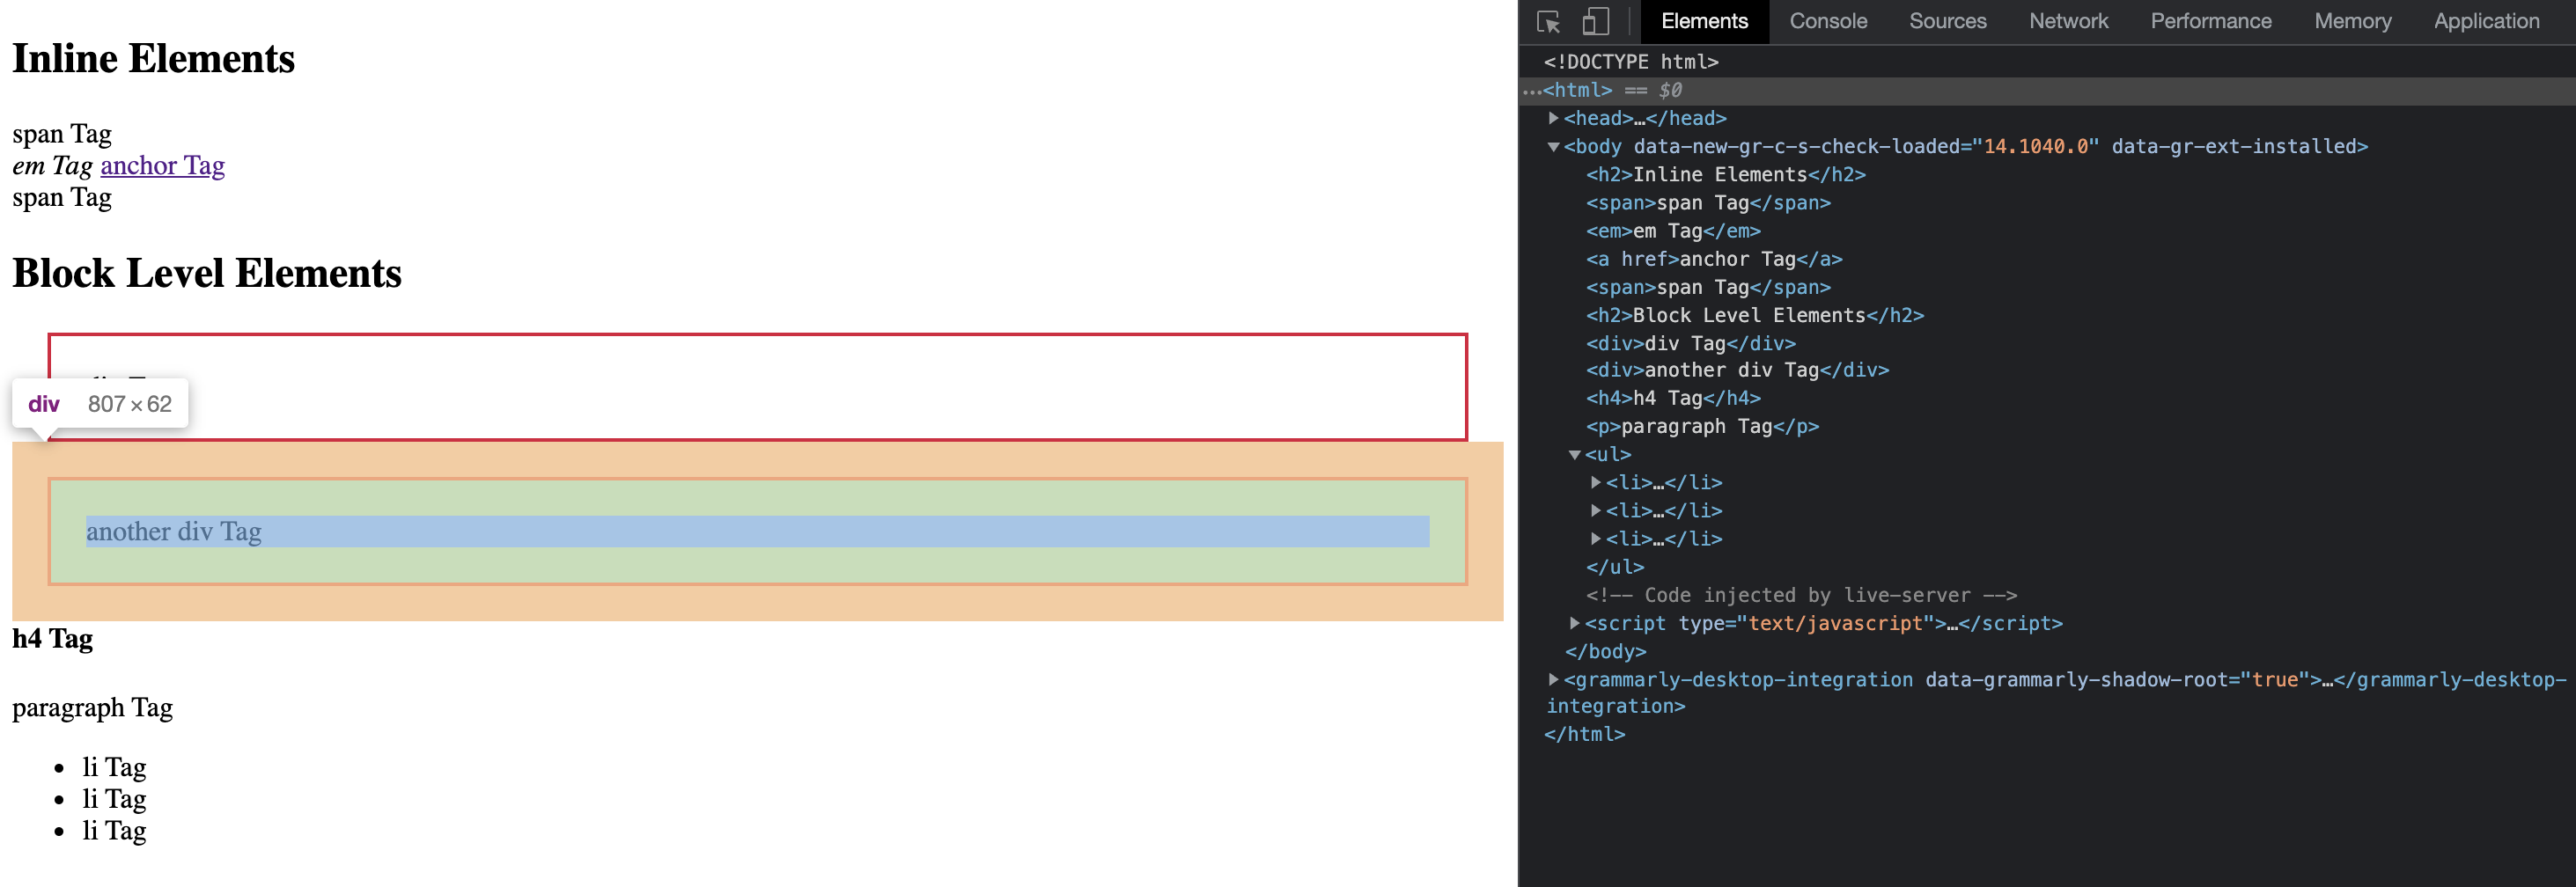 Inline Elements
span Tag
em Tag anchor Tag
span Tag
Block Level Elements
div 807 × 62
another div Tag
h4 Tag
paragraph Tag
• li Tag
• li Tag
• li Tag
Elements Console Sources Network Performance Memory Application
<!DOCTYPE html>
…<html> == $0
<head>…</head>
<body data-new-gr-c-s-check-loaded="14.1040.0" data-gr-ext-installed>
<h2>Inline Elements</h2>
<span>span Tag</span>
<em>em Tag</em>
<a href>anchor Tag</a>
<span>span Tag</span>
<h2>Block Level Elements</h2>
<div>div Tag</div>
<div>another div Tag</div>
<h4>h4 Tag</h4>
<p>paragraph Tag</p>
<ul>
<li>…</li>
<li>…</li>
<li>…</li>
</ul>
<!-- Code injected by live-server -->
<script type="text/javascript">…</script>
</body>
<grammarly-desktop-integration data-grammarly-shadow-root="true">…</grammarly-desktop-
integration>
</html>